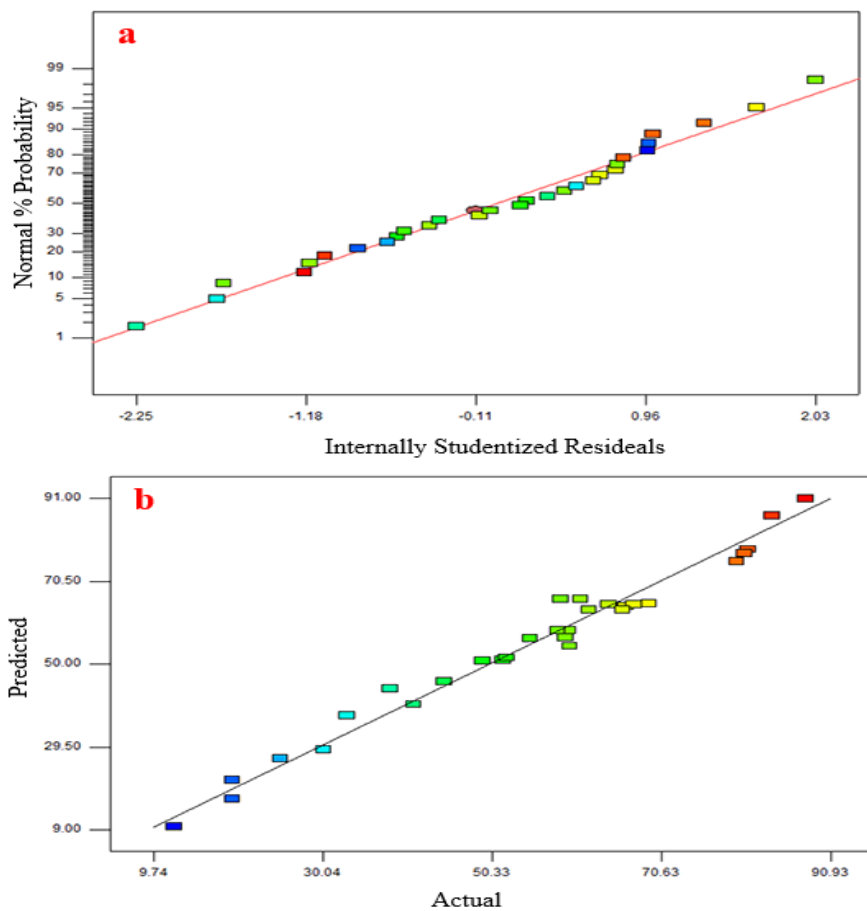 a
Normal % Probability
99
95
90
80
70
50
30
20
10
5
1
-2.25 -1.18 -0.11 0.96 2.03
Internally Studentized Resideals
b
Predicted
91.00
70.50
50.00
29.50
9.00
9.74 30.04 50.33 70.63 90.93
Actual